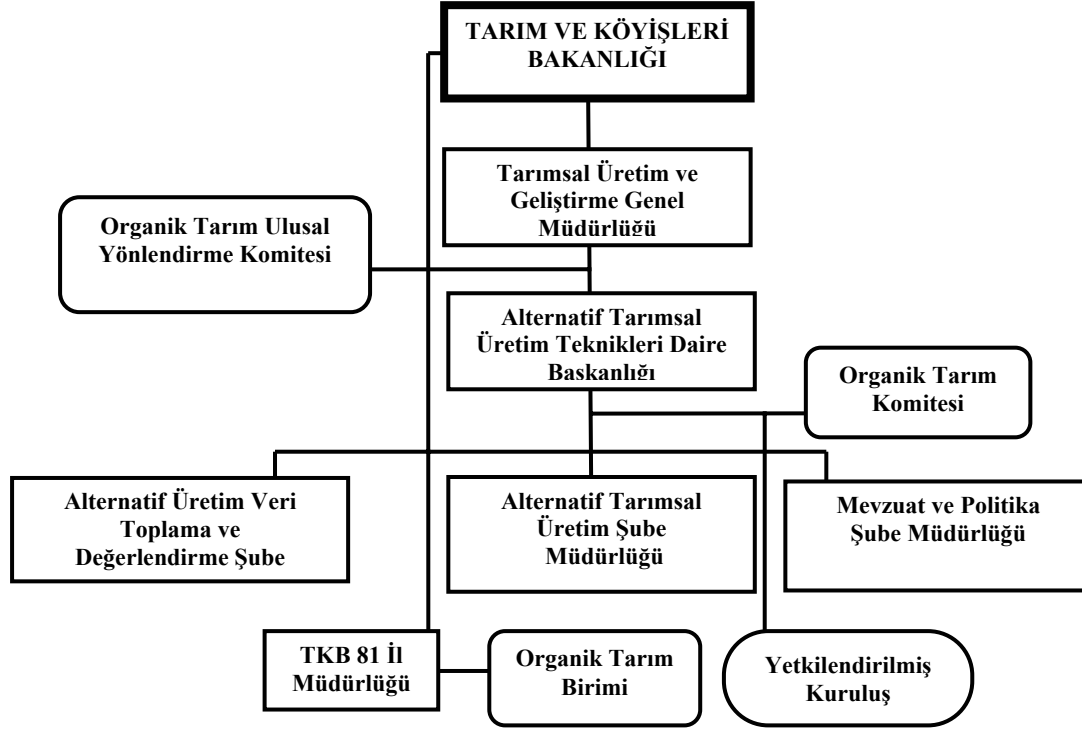 TARIM VE KÖYİŞLERİ
BAKANLIĞI
Tarımsal Üretim ve
Geliştirme Genel
Müdürlüğü
Organik Tarım Ulusal
Yönlendirme Komitesi
Alternatif Tarımsal
Üretim Teknikleri Daire
Başkanlığı
Organik Tarım
Komitesi
Alternatif Üretim Veri
Toplama ve
Değerlendirme Şube
Alternatif Tarımsal
Üretim Şube
Müdürlüğü
Mevzuat ve Politika
Şube Müdürlüğü
TKB 81 İl
Müdürlüğü
Organik Tarım
Birimi
Yetkilendirilmiş
Kuruluş